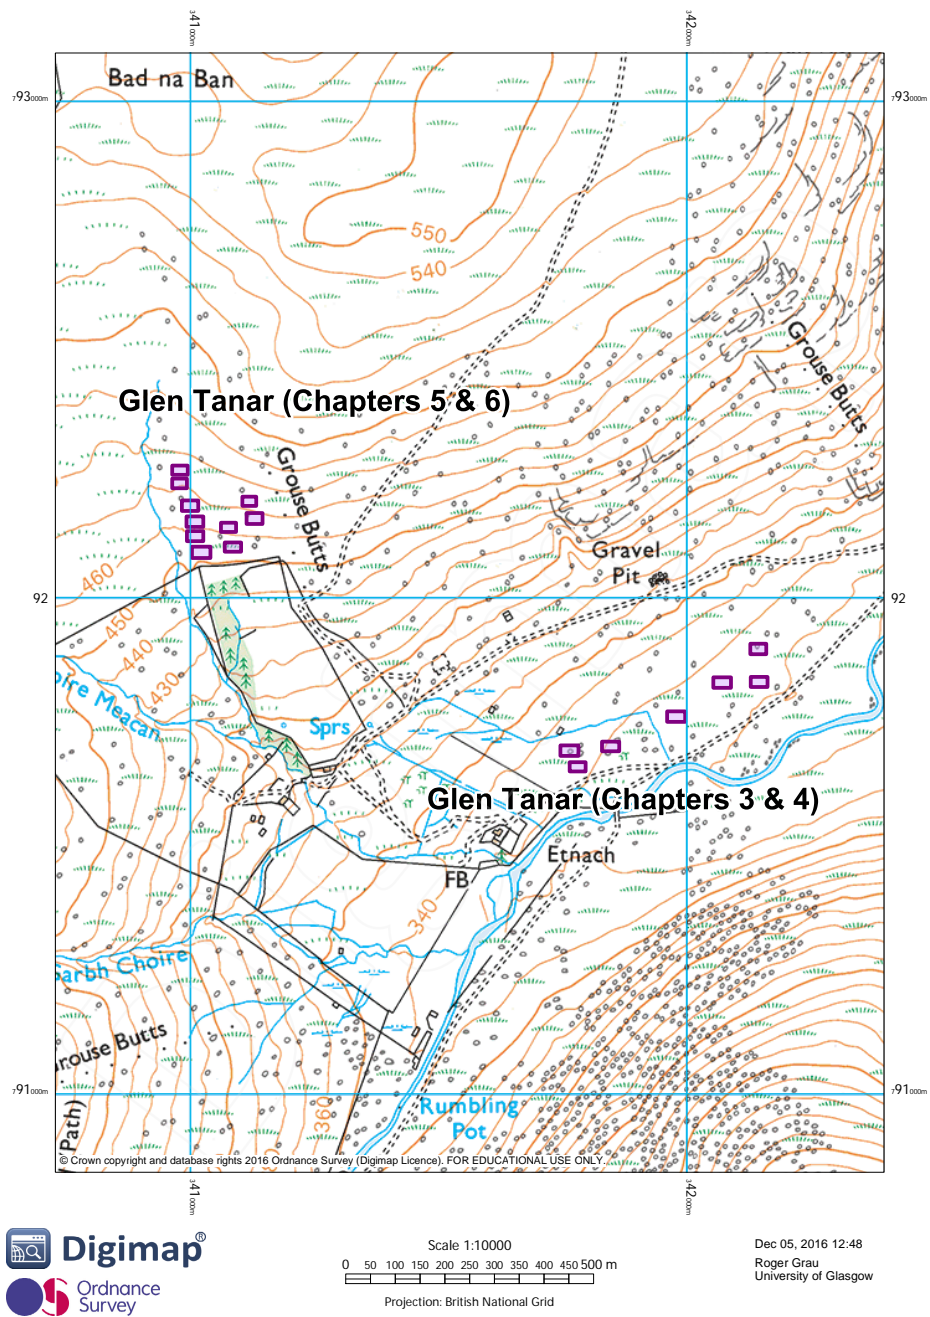 341000m
342000m
Bad na Ban
793000m
793000m
550
540
Grouse Butts
Glen Tanar (Chapters 5 & 6)
Grouse Butts
Gravel
Pit
460
92
92
450
440
430
oire Meacan
Sprs
Glen Tanar (Chapters 3 & 4)
Etnach
FB
340
Garbh Choire
Grouse Butts
791000m
791000m
360
Rumbling
Pot
Path)
© Crown copyright and database rights 2016 Ordnance Survey (Digimap Licence). FOR EDUCATIONAL USE ONLY.
341000m
342000m
Digimap®
Ordnance
Survey
Scale 1:10000
0 50 100 150 200 250 300 350 400 450 500 m
Projection: British National Grid
Dec 05, 2016 12:48
Roger Grau
University of Glasgow